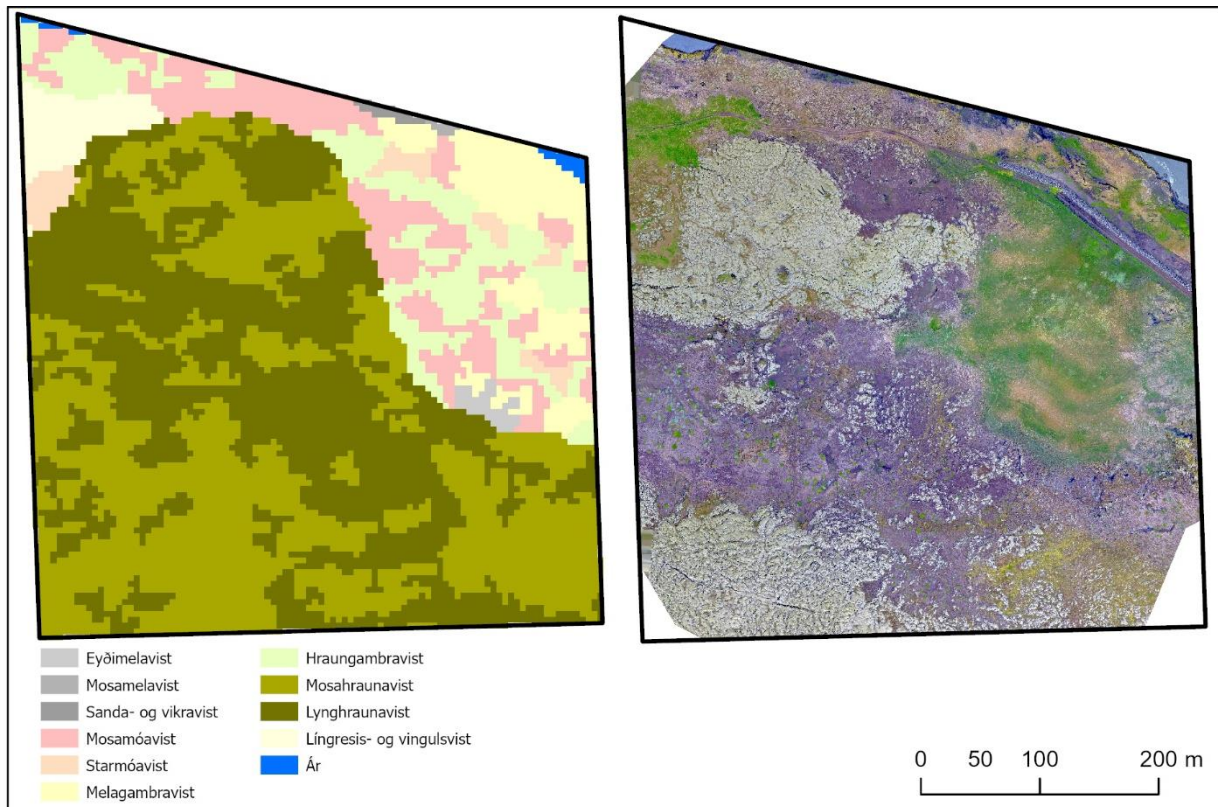 Eyðimelavist
Mosamelavist
Sanda- og vikravist
Mosamóavist
Starmóavist
Melagambravist
Hraungambravist
Mosahraunavist
Lynghraunavist
Língresis- og vingulsvist
Ár
0 50 100 200 m